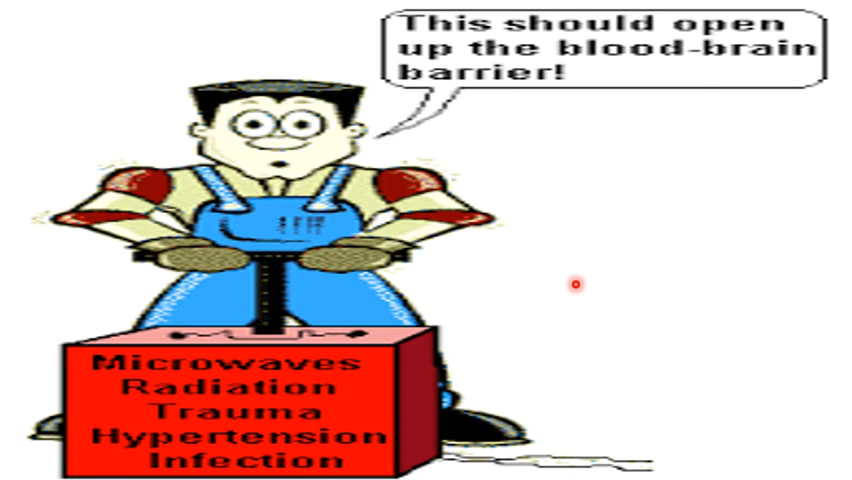 This should open
up the blood-brain
barrier!
Microwaves
Radiation
Trauma
Hypertension
Infection